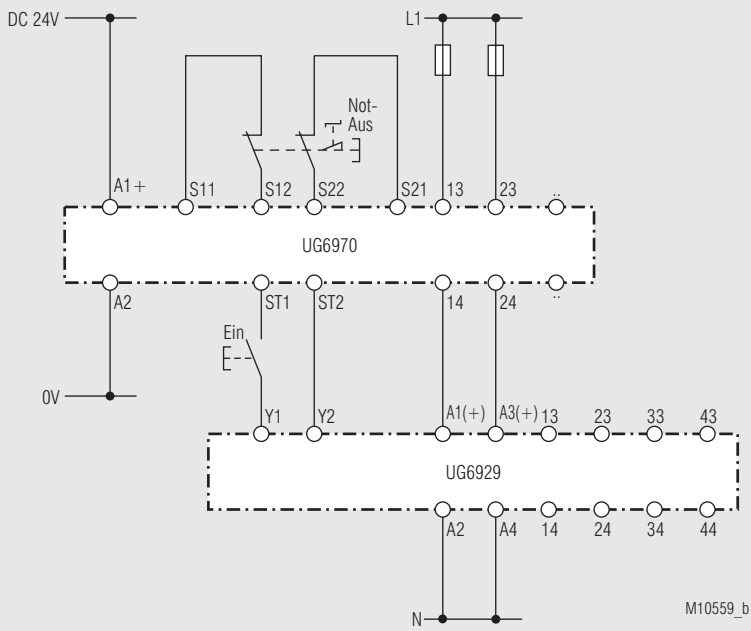 DC 24V
L1
Not-
Aus
A1+ S11 S12 S22 S21 13 23 ..
UG6970
A2 ST1 ST2 14 24 ..
Ein
0V
Y1 Y2 A1(+) A3(+) 13 23 33 43
UG6929
A2 A4 14 24 34 44
N
M10559_b